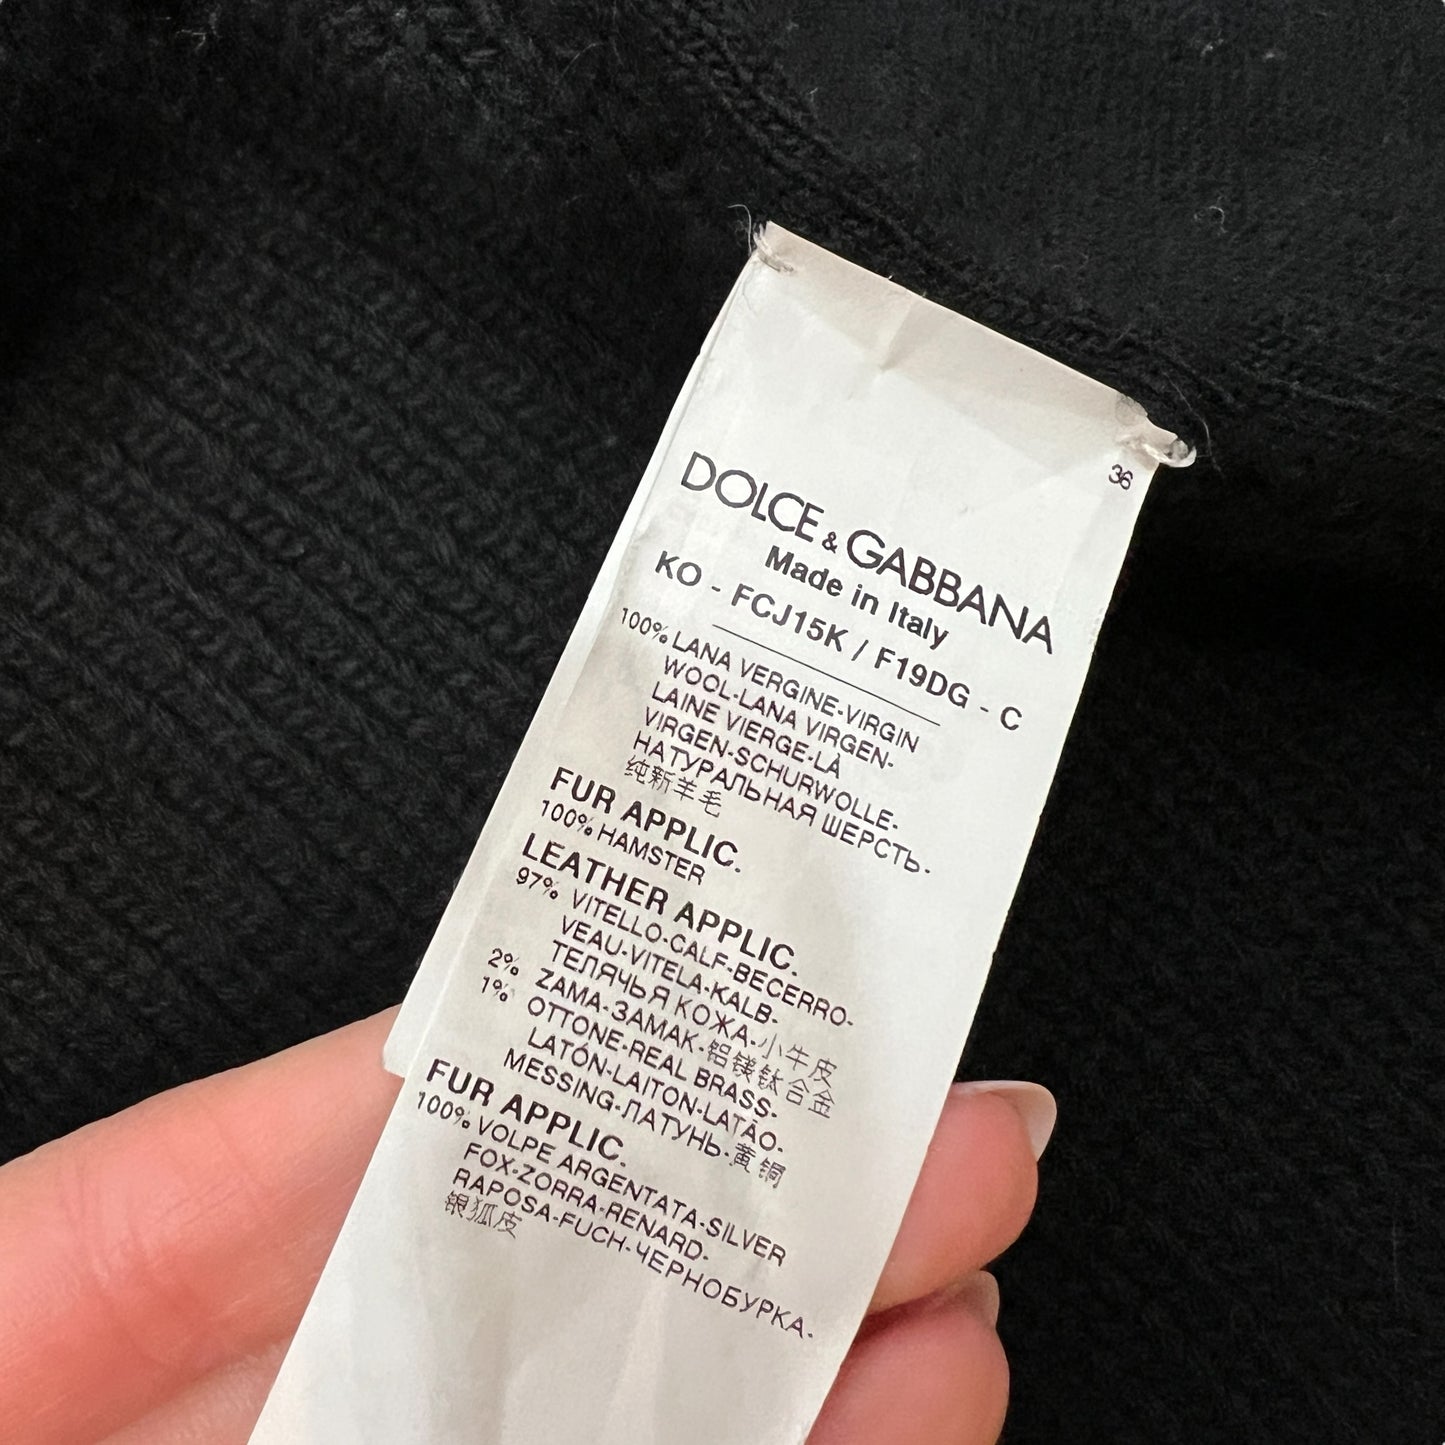 36
DOLCE & GABBANA
Made in Italy
KO - FCJ15K / F19DG - C
100% LANA VERGINE-VIRGIN
WOOL-LANA VIRGEN-
LAINE VIERGE-LÀ
VIRGEN-SCHURWOLLE-
НАТУРАЛЬНАЯ ШЕРСТЬ-
纯新羊毛
FUR APPLIC.
100% HAMSTER
LEATHER APPLIC.
97% VITELLO-CALF-BECERRO-
VEAU-VITELA-KALB-
ТЕЛЯЧЬЯ КОЖА-小牛皮
2% ZAMA-ЗАМАК-铝镁钛合金
1% OTTONE-REAL BRASS-
LATÓN-LAITON-LATÃO-
MESSING-ЛАТУНЬ-黄铜
FUR APPLIC.
100% VOLPE ARGENTATA-SILVER
FOX-ZORRA-RENARD-
RAPOSA-FUCH-ЧЕРНОБУРКА-
银狐皮